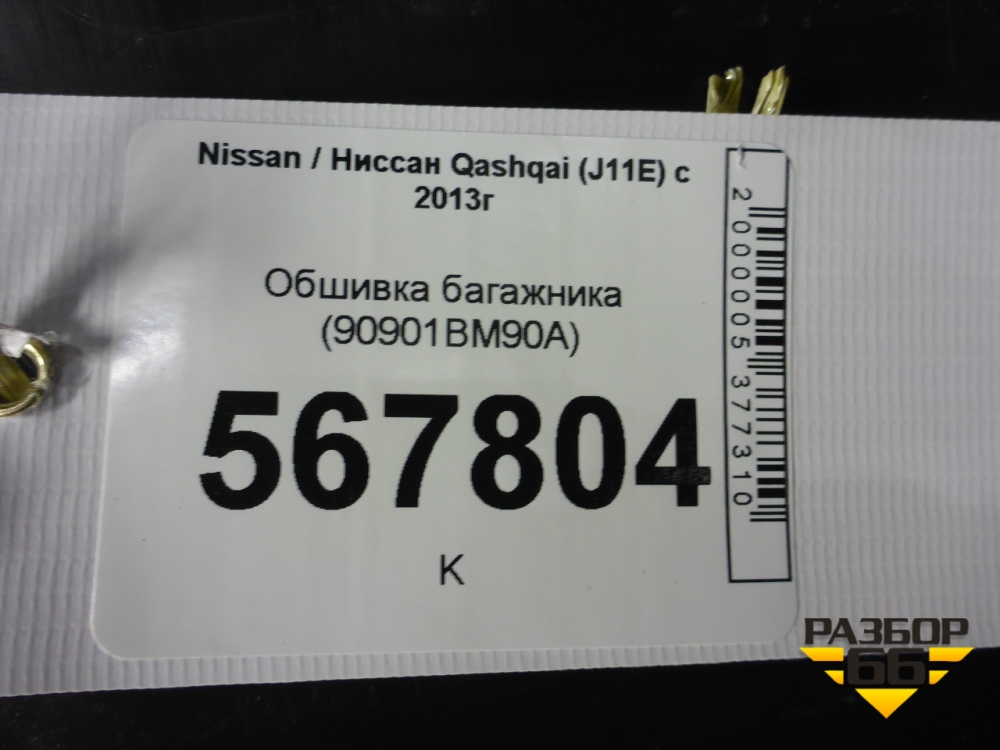 Nissan / Ниссан Qashqai (J11E) с
2013г
Обшивка багажника
(90901BM90A)
567804
К
2000005377310
РАЗБОР
66